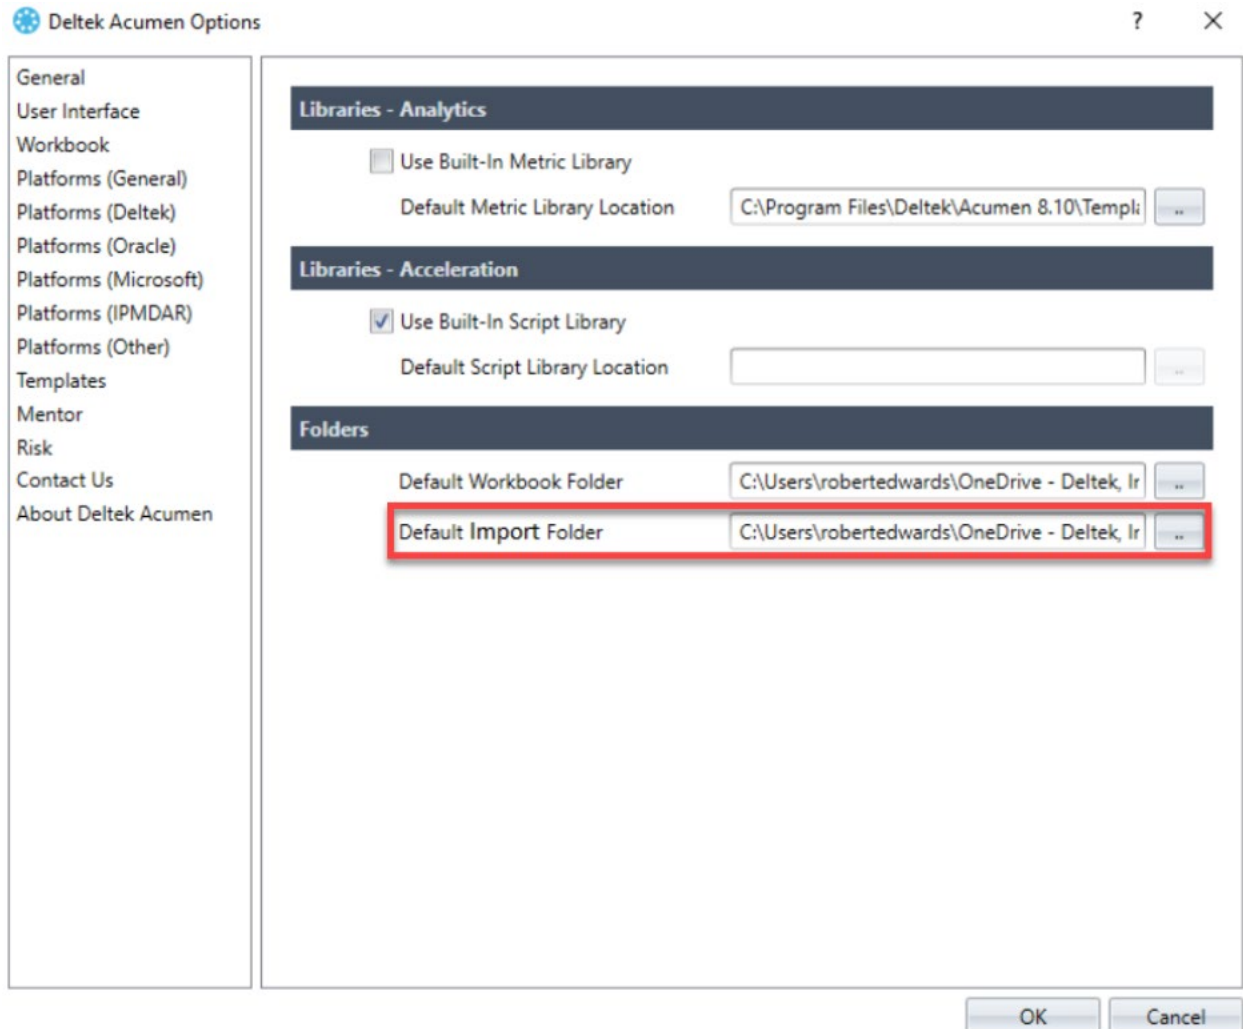 Deltek Acumen Options ? X
General
User Interface
Workbook
Platforms (General)
Platforms (Deltek)
Platforms (Oracle)
Platforms (Microsoft)
Platforms (IPMDAR)
Platforms (Other)
Templates
Mentor
Risk
Contact Us
About Deltek Acumen
Libraries - Analytics
Use Built-In Metric Library
Default Metric Library Location C:\Program Files\Deltek\Acumen 8.10\Templa ..
Libraries - Acceleration
Use Built-In Script Library
Default Script Library Location ..
Folders
Default Workbook Folder C:\Users\robertedwards\OneDrive - Deltek, Ir ..
Default Import Folder C:\Users\robertedwards\OneDrive - Deltek, Ir ..
OK Cancel